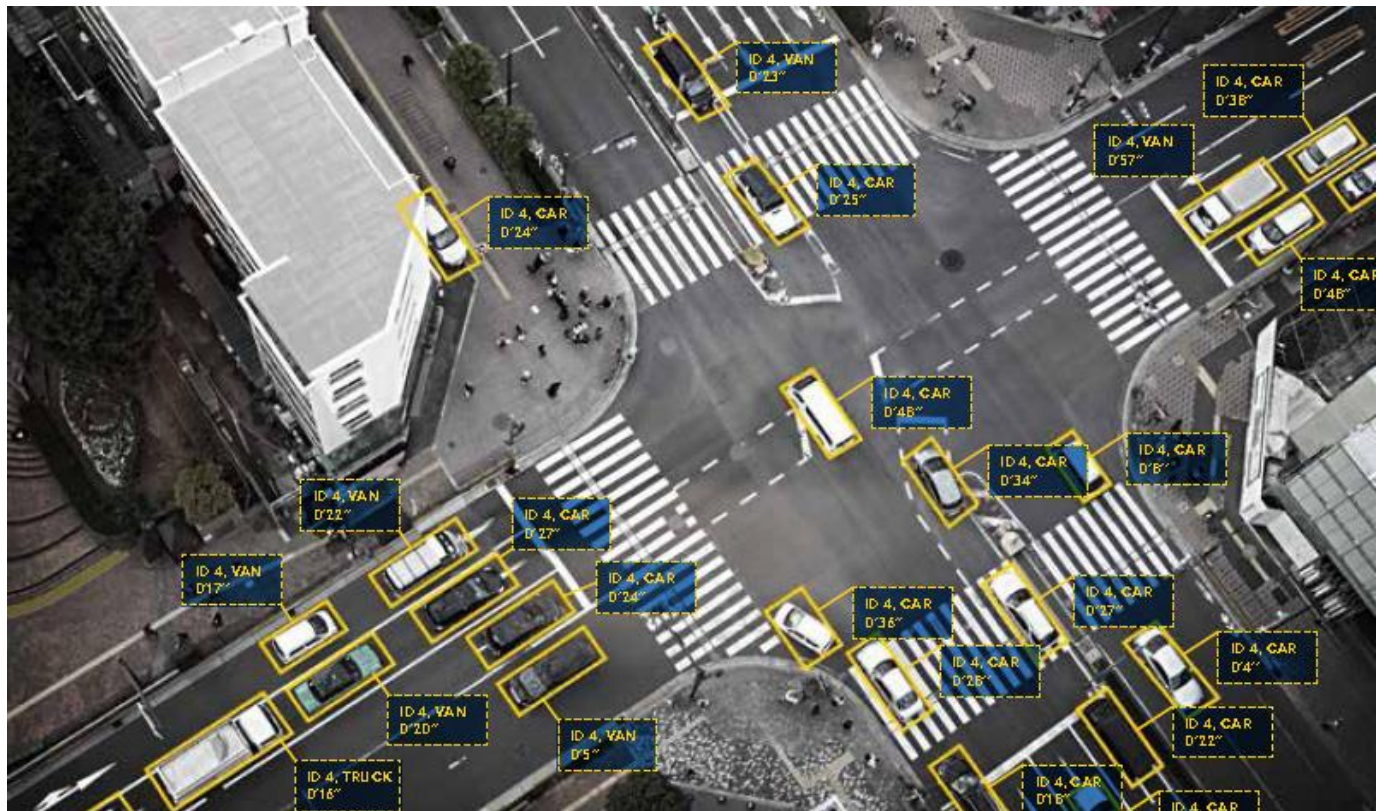 ID 4, VAN
D'23"
ID 4, CAR
D'38"
ID 4, VAN
D'57"
ID 4, CAR
D'25"
ID 4, CAR
D'24"
ID 4, CAR
D'48"
ID 4, CAR
D'48"
ID 4, CAR
D'34"
ID 4, CAR
D'8"
ID 4, VAN
D'22"
ID 4, CAR
D'27"
ID 4, VAN
D'17"
ID 4, CAR
D'24"
ID 4, CAR
D'36"
ID 4, CAR
D'27"
ID 4, CAR
D'28"
ID 4, CAR
D'4"
ID 4, VAN
D'20"
ID 4, VAN
D'5"
ID 4, CAR
D'22"
ID 4, TRUCK
D'16"
ID 4, CAR
D'18"
ID 4, CAR